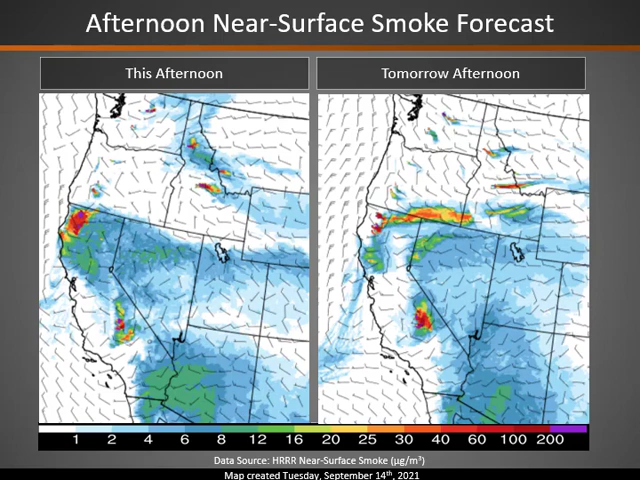 Afternoon Near-Surface Smoke Forecast
This Afternoon
Tomorrow Afternoon
1 2 4 6 8 12 16 20 25 30 40 60 100 200
Data Source: HRRR Near-Surface Smoke (µg/m³)
Map created Tuesday, September 14th, 2021